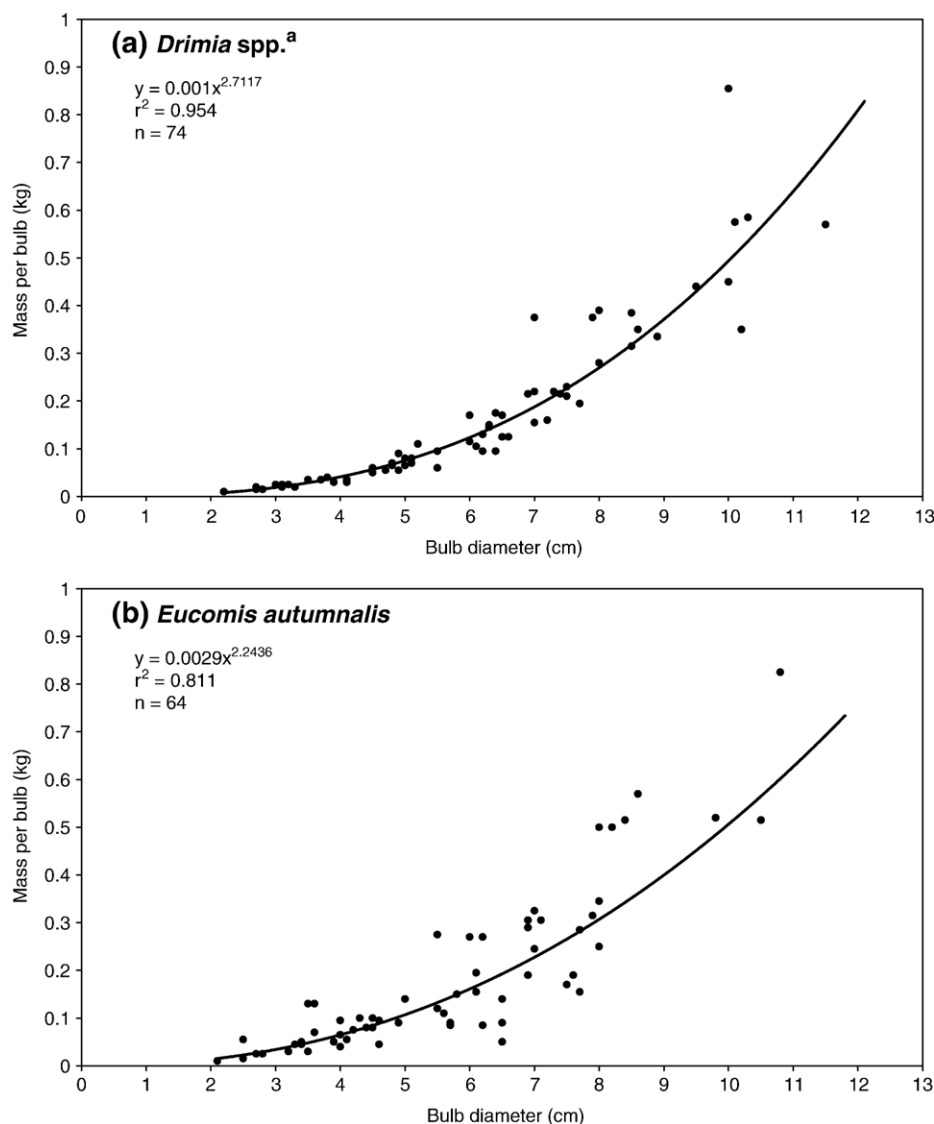 (a) Drimia spp.a
y = 0.001x2.7117
r2 = 0.954
n = 74
Mass per bulb (kg)
1
0.9
0.8
0.7
0.6
0.5
0.4
0.3
0.2
0.1
0
0 1 2 3 4 5 6 7 8 9 10 11 12 13
Bulb diameter (cm)
(b) Eucomis autumnalis
y = 0.0029x2.2436
r2 = 0.811
n = 64
Mass per bulb (kg)
1
0.9
0.8
0.7
0.6
0.5
0.4
0.3
0.2
0.1
0
0 1 2 3 4 5 6 7 8 9 10 11 12 13
Bulb diameter (cm)